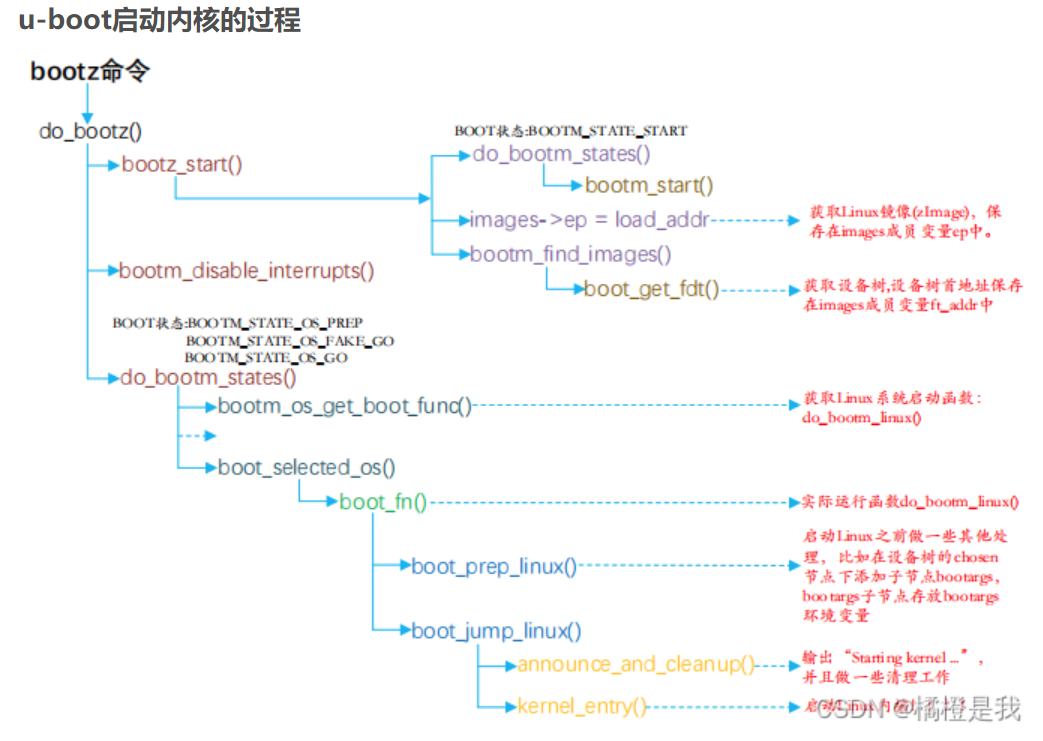 u-boot启动内核的过程
bootz命令
do_bootz()
BOOT状态:BOOTM_STATE_START
bootz_start()
do_bootm_states()
bootm_start()
images->ep = load_addr
获取Linux镜像(zImage)，保
存在images成员变量ep中。
bootm_find_images()
bootm_disable_interrupts()
boot_get_fdt()
获取设备树,设备树首地址保存
在images成员变量ft_addr中
BOOT状态:BOOTM_STATE_OS_PREP
BOOTM_STATE_OS_FAKE_GO
BOOTM_STATE_OS_GO
do_bootm_states()
bootm_os_get_boot_func()
获取Linux系统启动函数：
do_bootm_linux()
boot_selected_os()
boot_fn()
实际运行函数do_bootm_linux()
boot_prep_linux()
启动Linux之前做一些其他处
理，比如在设备树的chosen
节点下添加子节点bootargs，
bootargs子节点存放bootargs
环境变量
boot_jump_linux()
announce_and_cleanup()
输出“Starting kernel ...”，
并且做一些清理工作
kernel_entry()
启动Linux内核
CSDN @橘橙是我